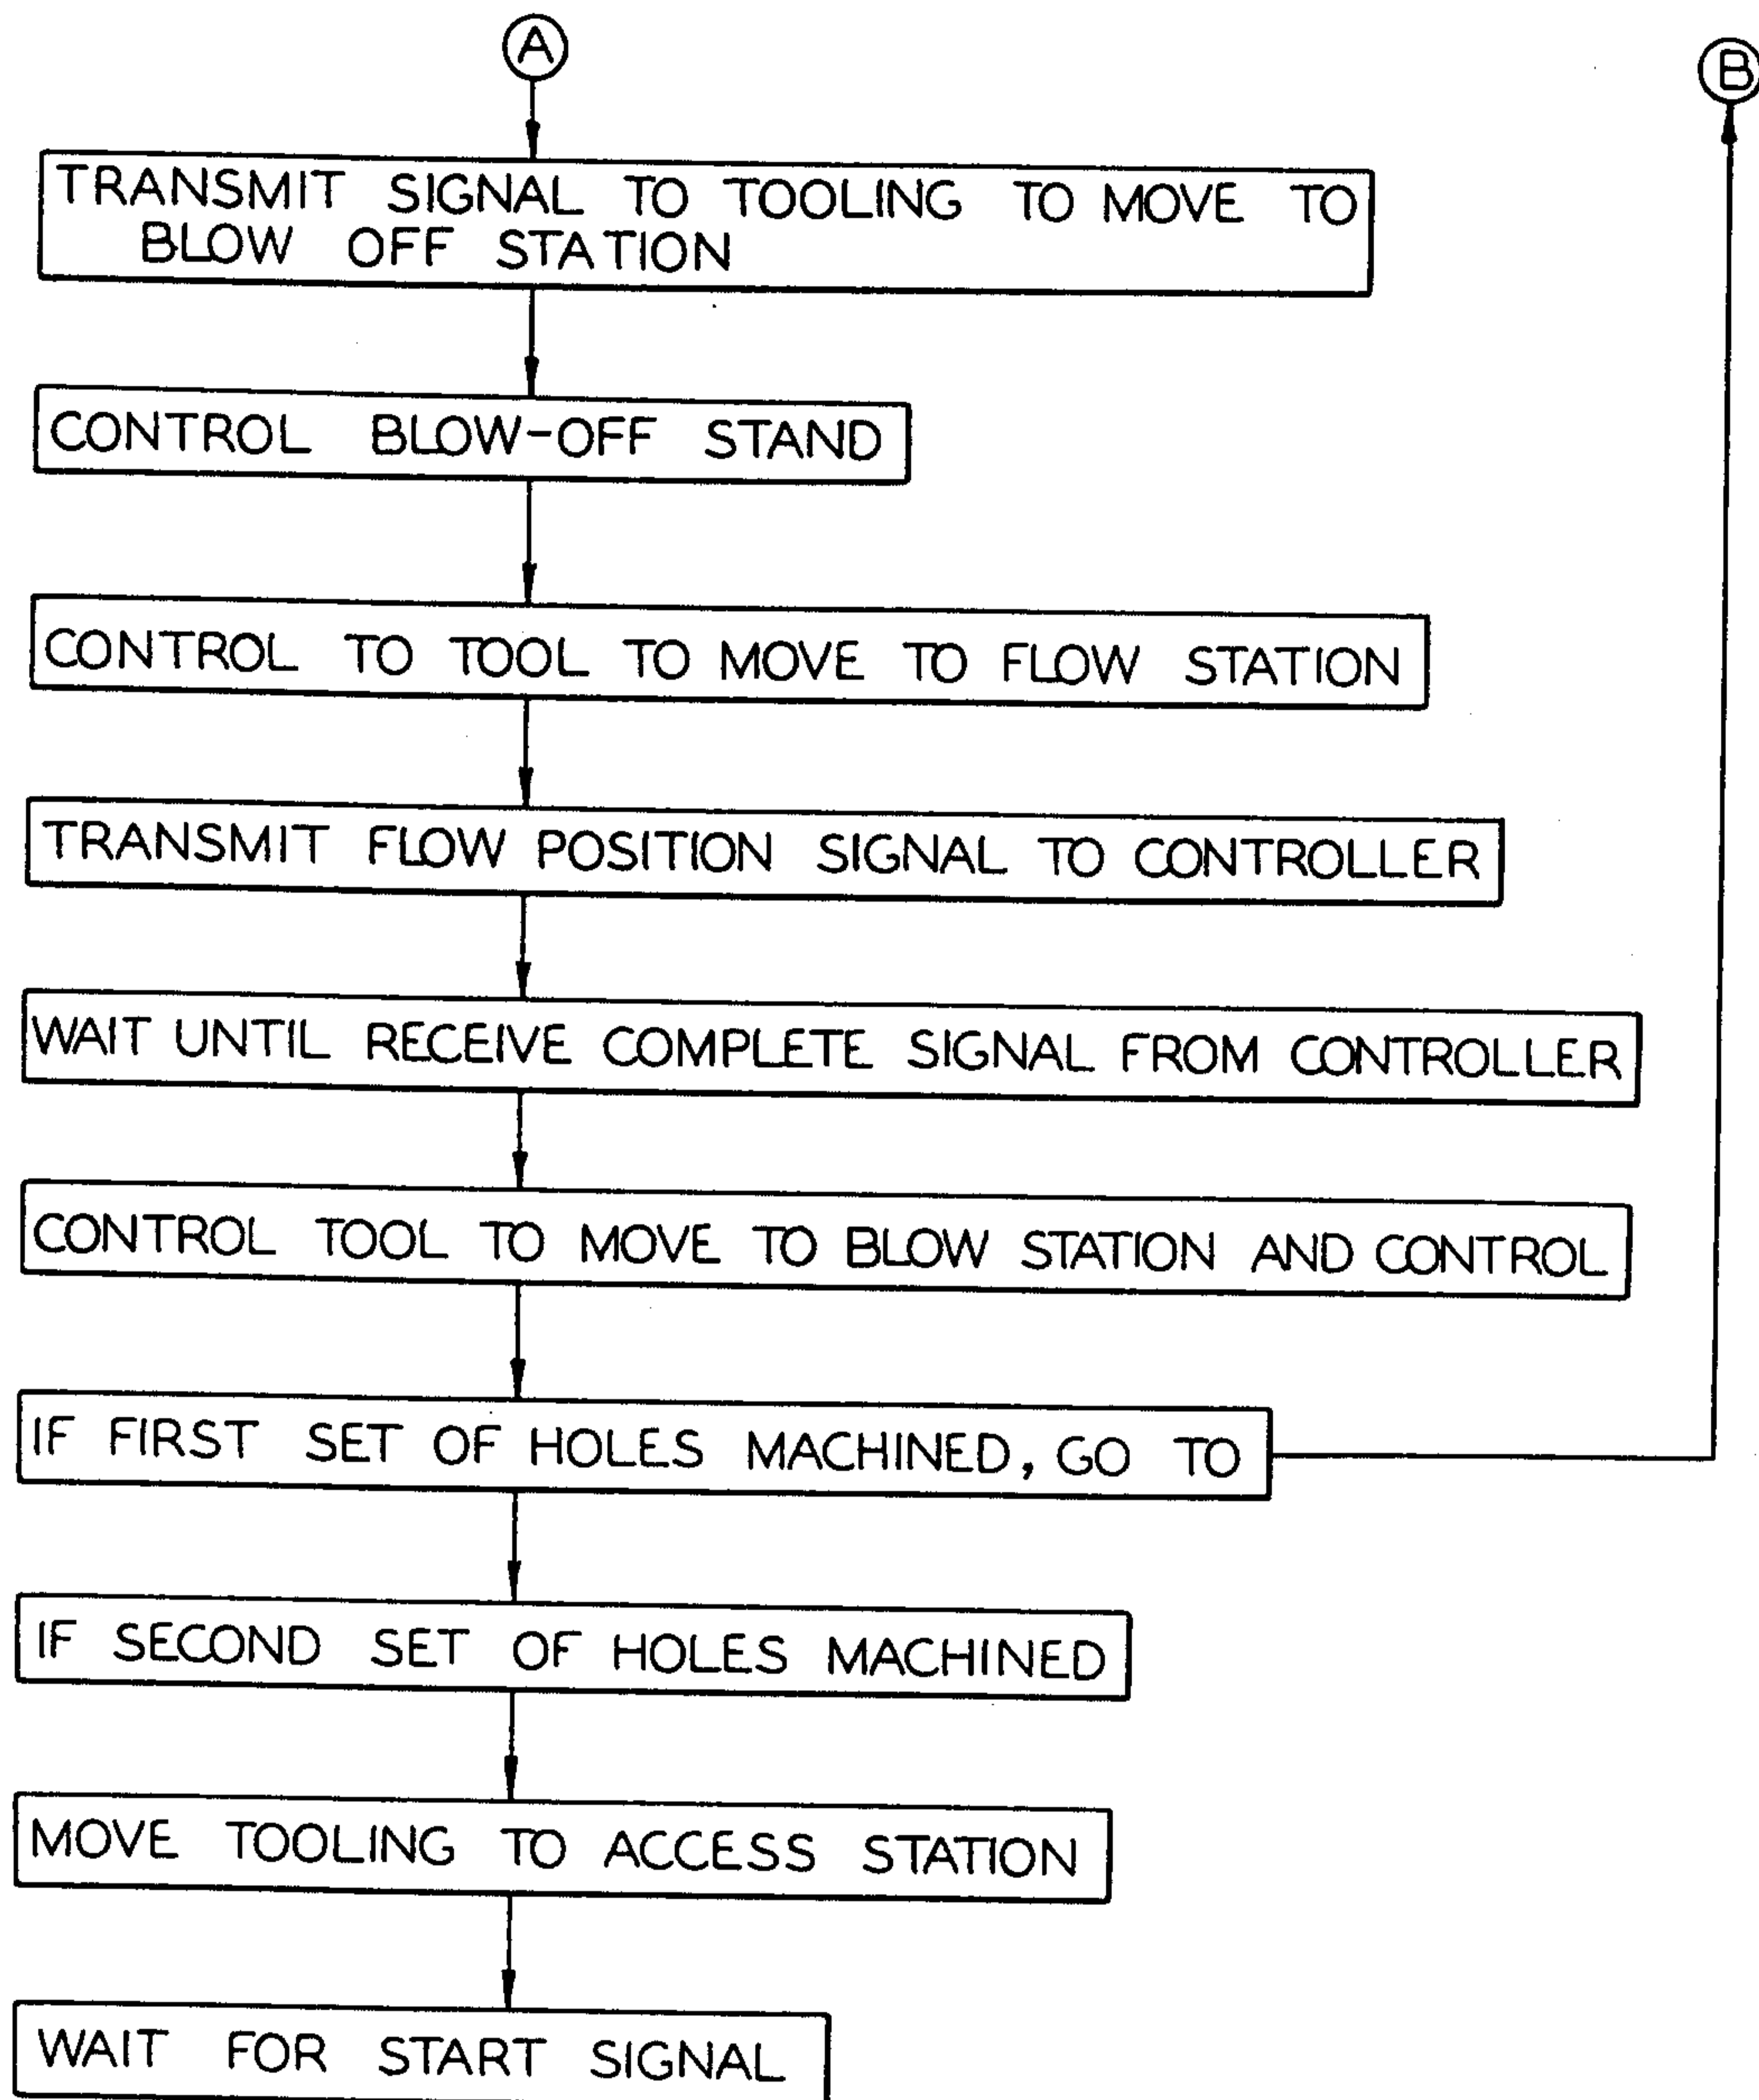 A
B
TRANSMIT SIGNAL TO TOOLING TO MOVE TO
BLOW OFF STATION
CONTROL BLOW-OFF STAND
CONTROL TO TOOL TO MOVE TO FLOW STATION
TRANSMIT FLOW POSITION SIGNAL TO CONTROLLER
WAIT UNTIL RECEIVE COMPLETE SIGNAL FROM CONTROLLER
CONTROL TOOL TO MOVE TO BLOW STATION AND CONTROL
IF FIRST SET OF HOLES MACHINED, GO TO
IF SECOND SET OF HOLES MACHINED
MOVE TOOLING TO ACCESS STATION
WAIT FOR START SIGNAL